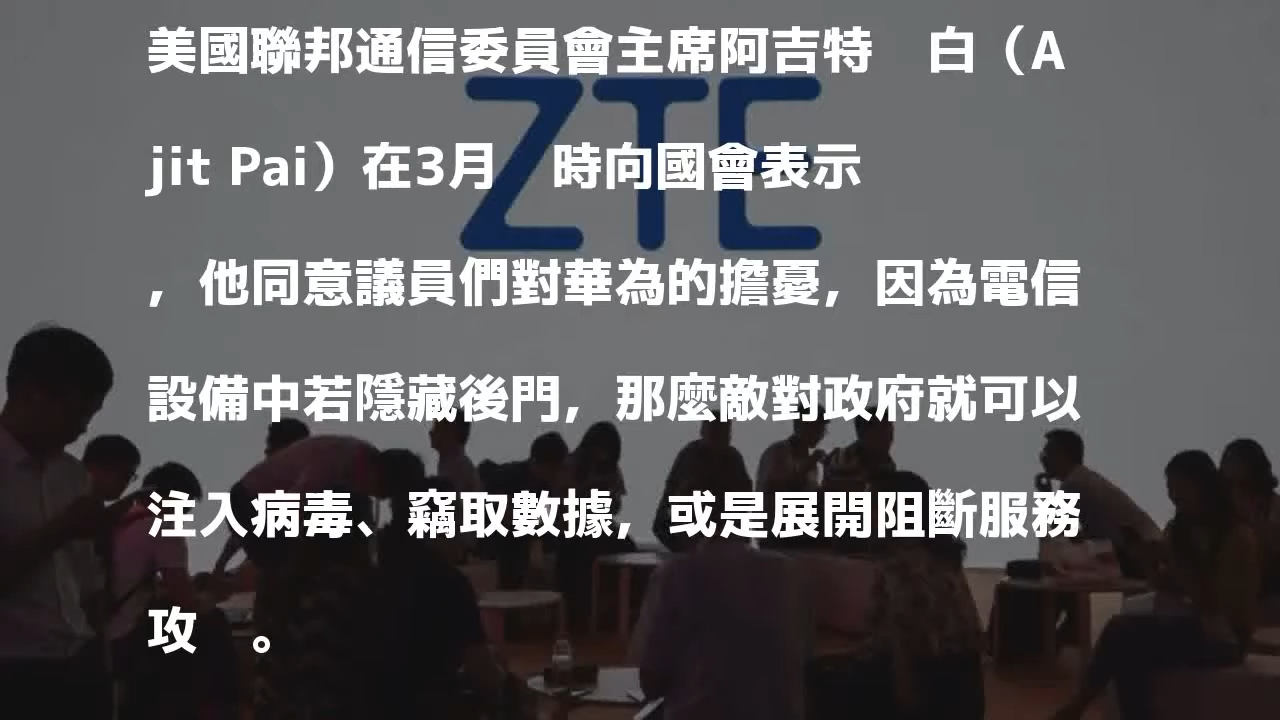 美國聯邦通信委員會主席阿吉特　白（A
ZTE
jit Pai）在3月　時向國會表示
，他同意議員們對華為的擔憂，因為電信
設備中若隱藏後門，那麼敵對政府就可以
注入病毒、竊取數據，或是展開阻斷服務
攻　。